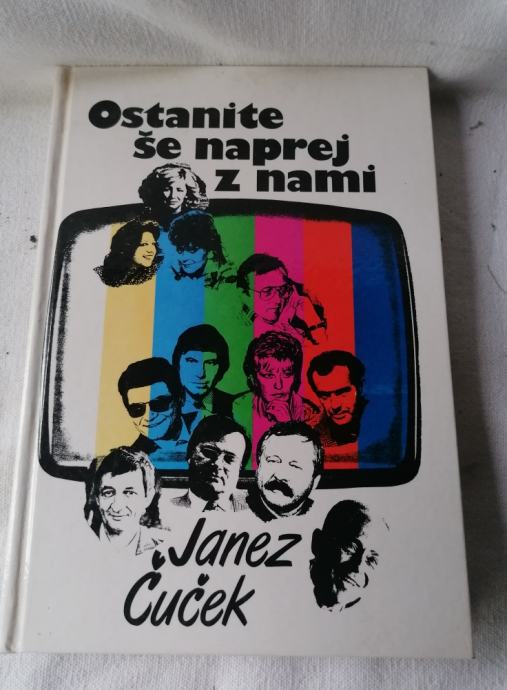 Ostanite
še naprej
z nami
Janez
Čuček